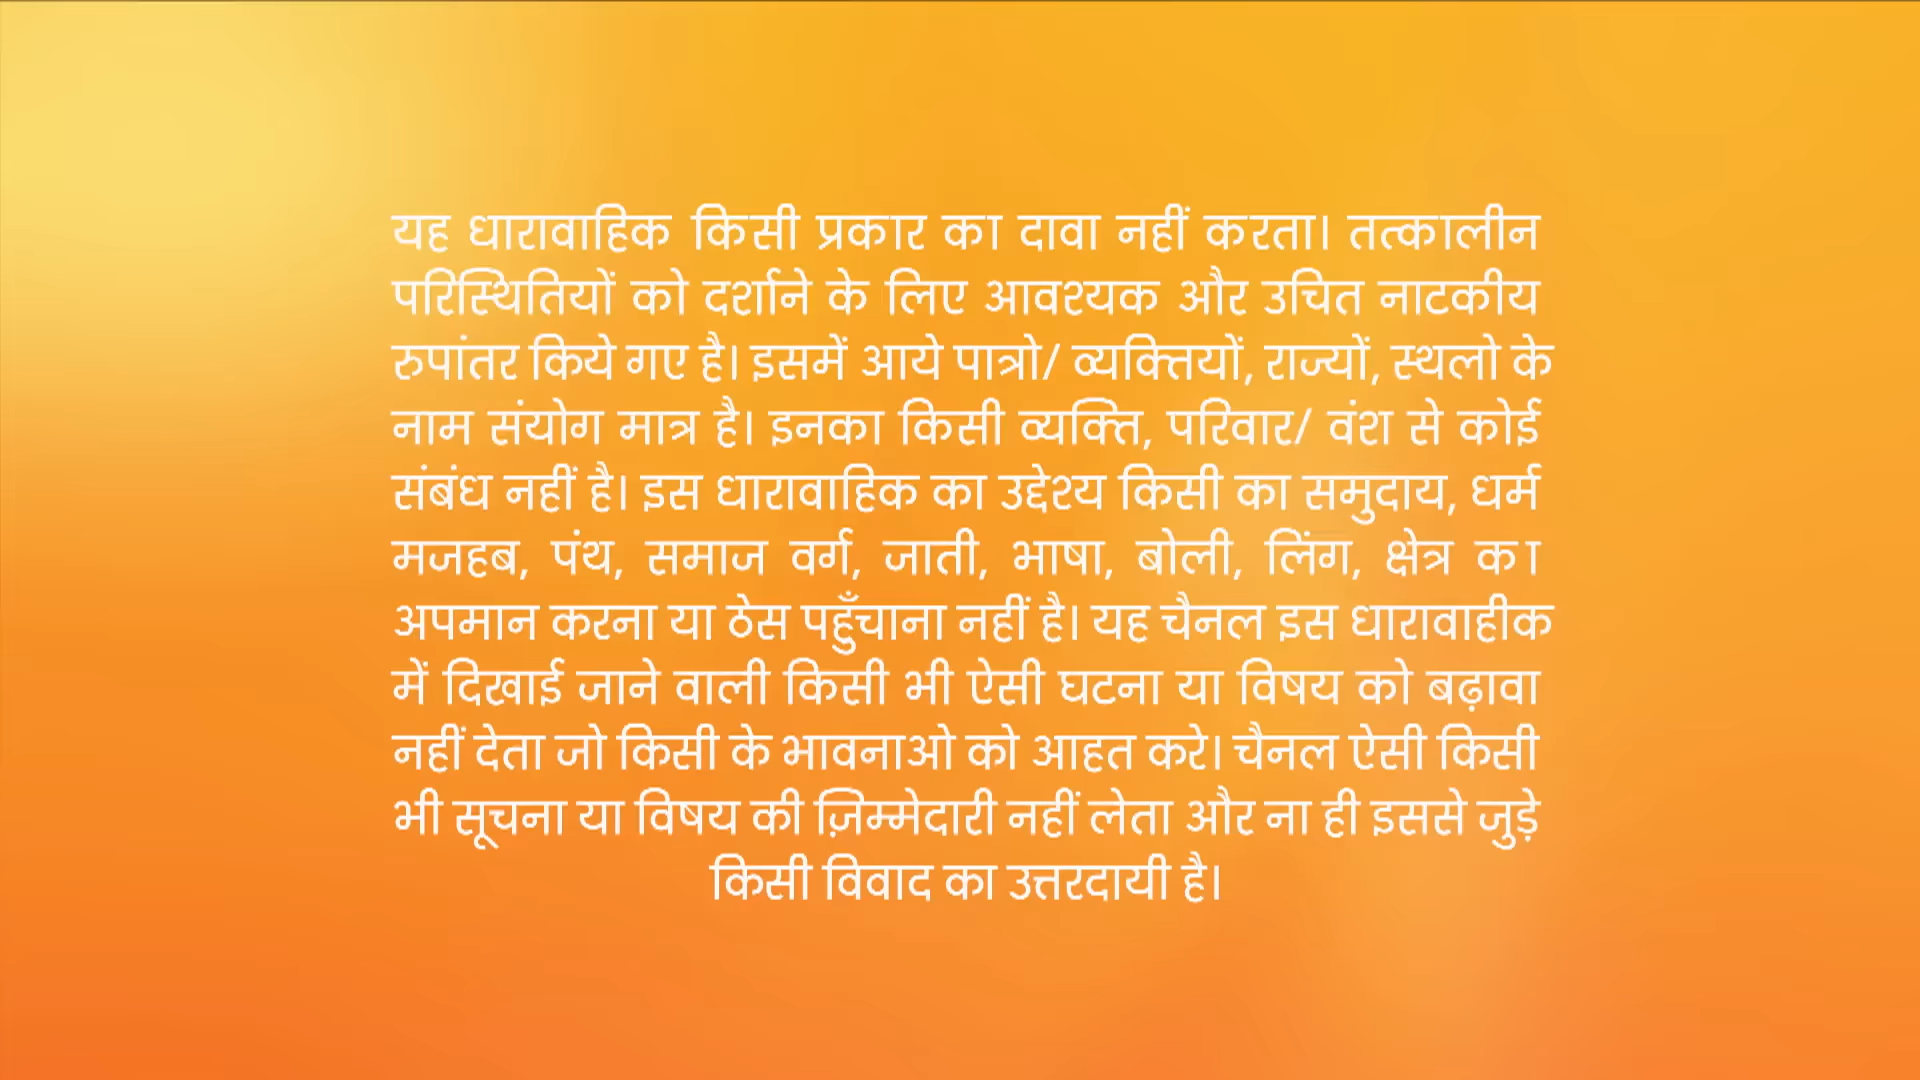 यह धारावाहिक किसी प्रकार का दावा नहीं करता। तत्कालीन
परिस्थितियों को दर्शाने के लिए आवश्यक और उचित नाटकीय
रुपांतर किये गए है। इसमें आये पात्रो/ व्यक्तियों, राज्यों, स्थलो के
नाम संयोग मात्र है। इनका किसी व्यक्ति, परिवार/ वंश से कोई
संबंध नहीं है। इस धारावाहिक का उद्देश्य किसी का समुदाय, धर्म
मजहब, पंथ, समाज वर्ग, जाती, भाषा, बोली, लिंग, क्षेत्र का
अपमान करना या ठेस पहुँचाना नहीं है। यह चैनल इस धारावाहीक
में दिखाई जाने वाली किसी भी ऐसी घटना या विषय को बढ़ावा
नहीं देता जो किसी के भावनाओ को आहत करे। चैनल ऐसी किसी
भी सूचना या विषय की ज़िम्मेदारी नहीं लेता और ना ही इससे जुड़े
किसी विवाद का उत्तरदायी है।